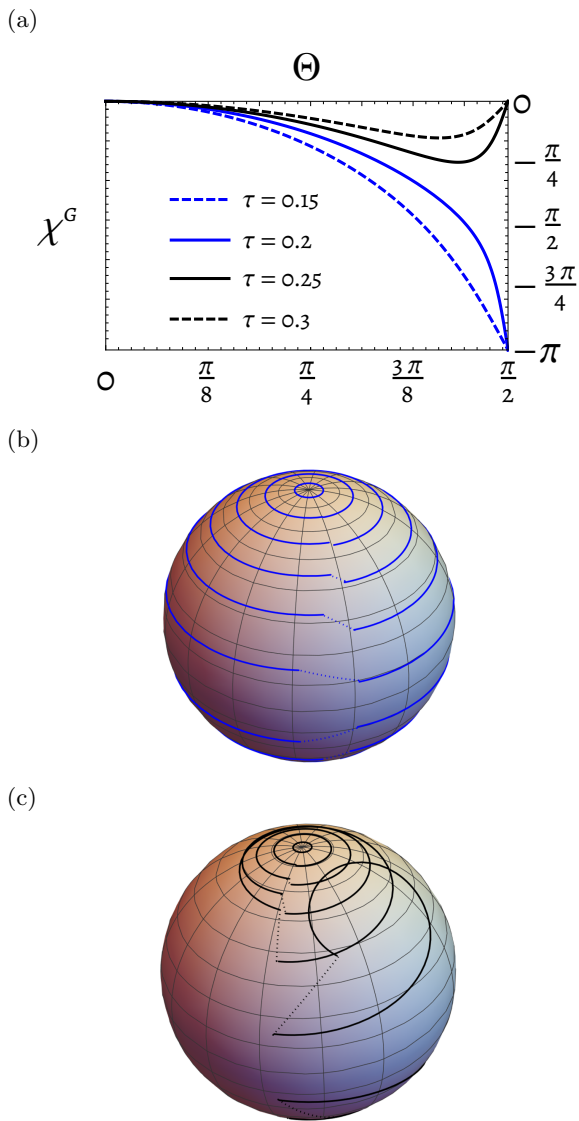 (a)
Θ
0
− π/4
− π/2
− 3π/4
−π
χᴳ
τ = 0.15
τ = 0.2
τ = 0.25
τ = 0.3
0
π/8
π/4
3π/8
π/2
(b)
(c)